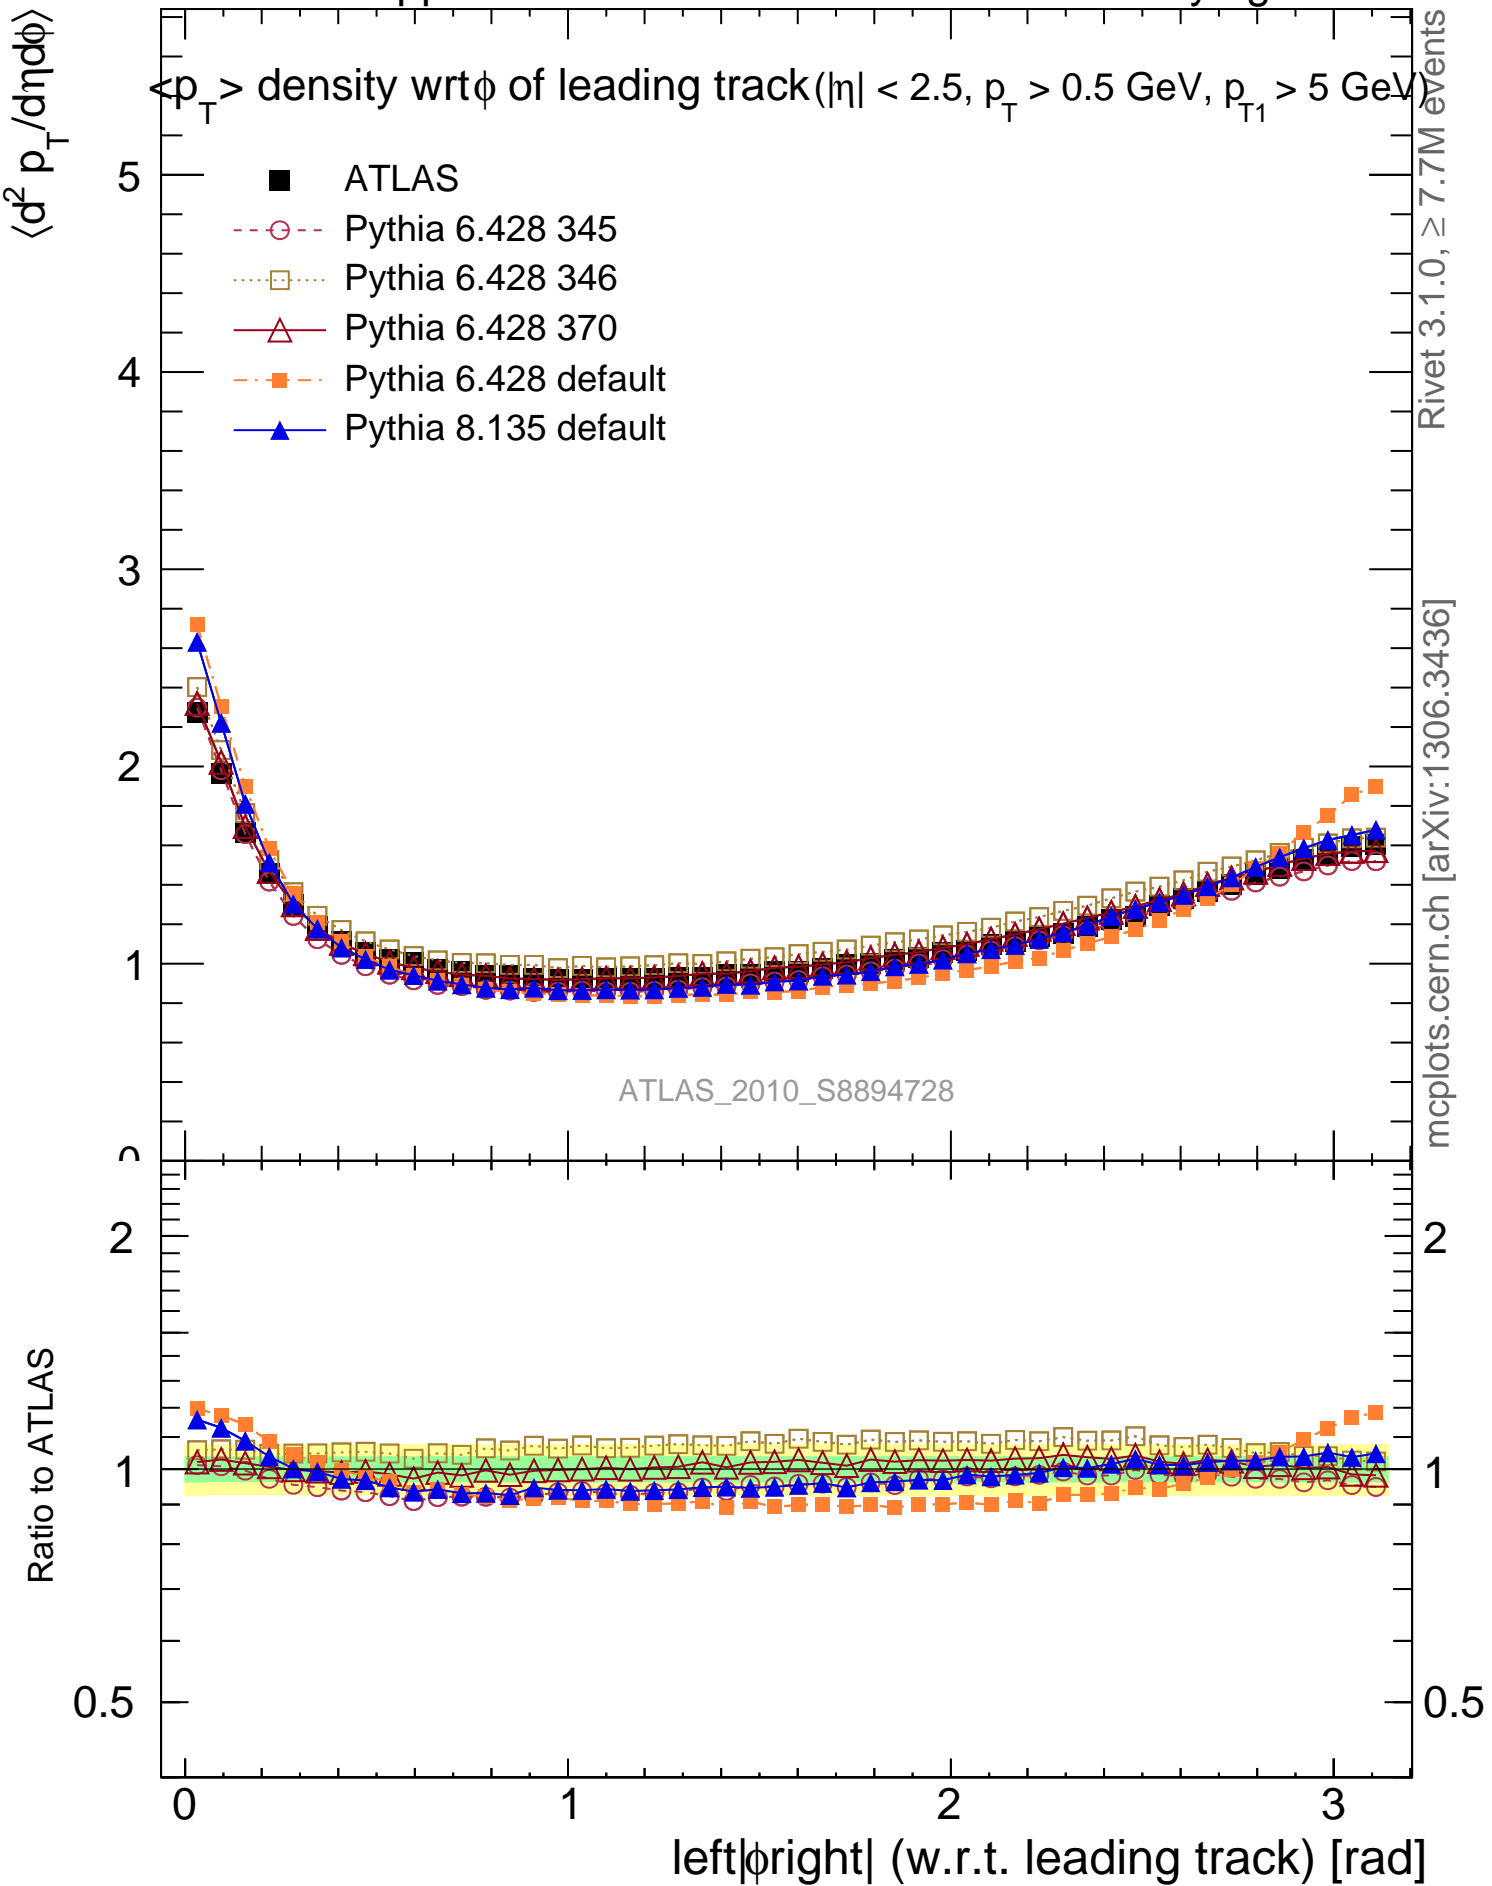 <p_T> density wrt ϕ of leading track (|η| < 2.5, p_T > 0.5 GeV, p_T1 > 5 GeV)
⟨d² p_T/dηdϕ⟩
ATLAS
Pythia 6.428 345
Pythia 6.428 346
Pythia 6.428 370
Pythia 6.428 default
Pythia 8.135 default
5
4
3
2
1
0
ATLAS_2010_S8894728
Rivet 3.1.0, ≥ 7.7M events
mcplots.cern.ch [arXiv:1306.3436]
Ratio to ATLAS
2
1
0.5
2
1
0.5
0
1
2
3
left|ϕright| (w.r.t. leading track) [rad]